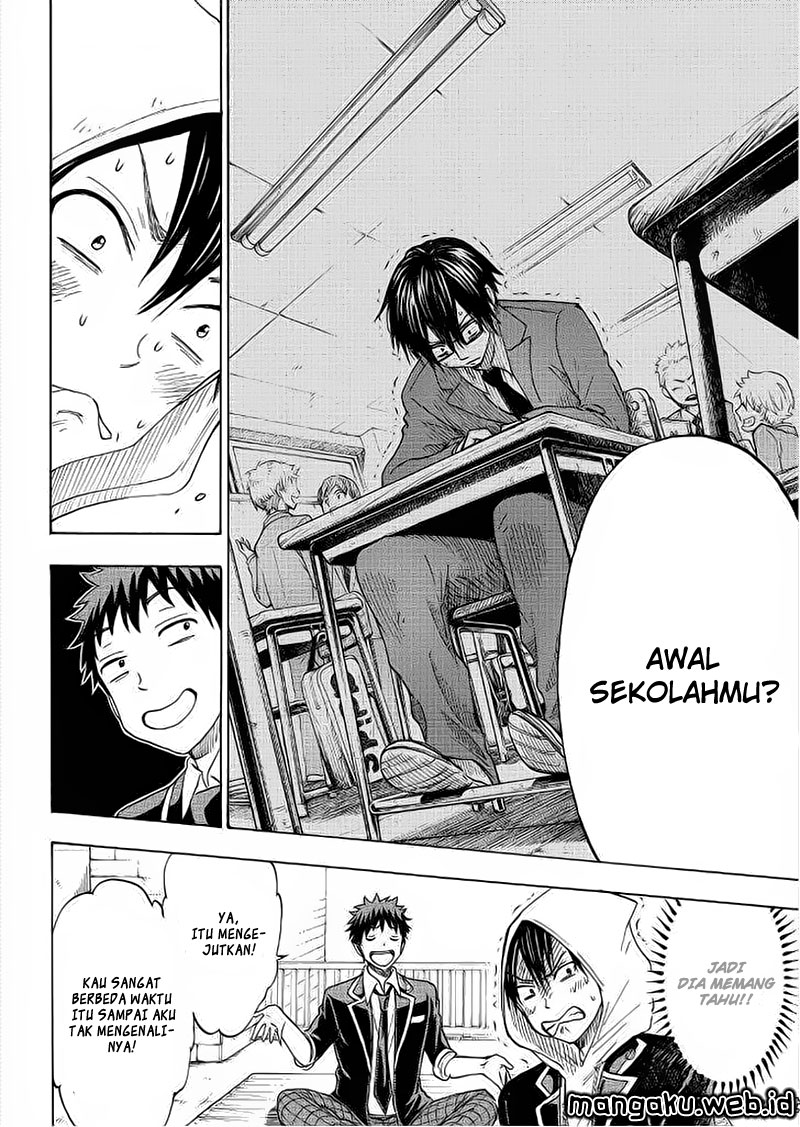 AWAL
SEKOLAHMU?
JADI
DIA MEMANG
TAHU!!
YA,
ITU MENGE-
JUTKAN!
KAU SANGAT
BERBEDA WAKTU
ITU SAMPAI AKU
TAK MENGENALI-
NYA!
mangaku.web.id